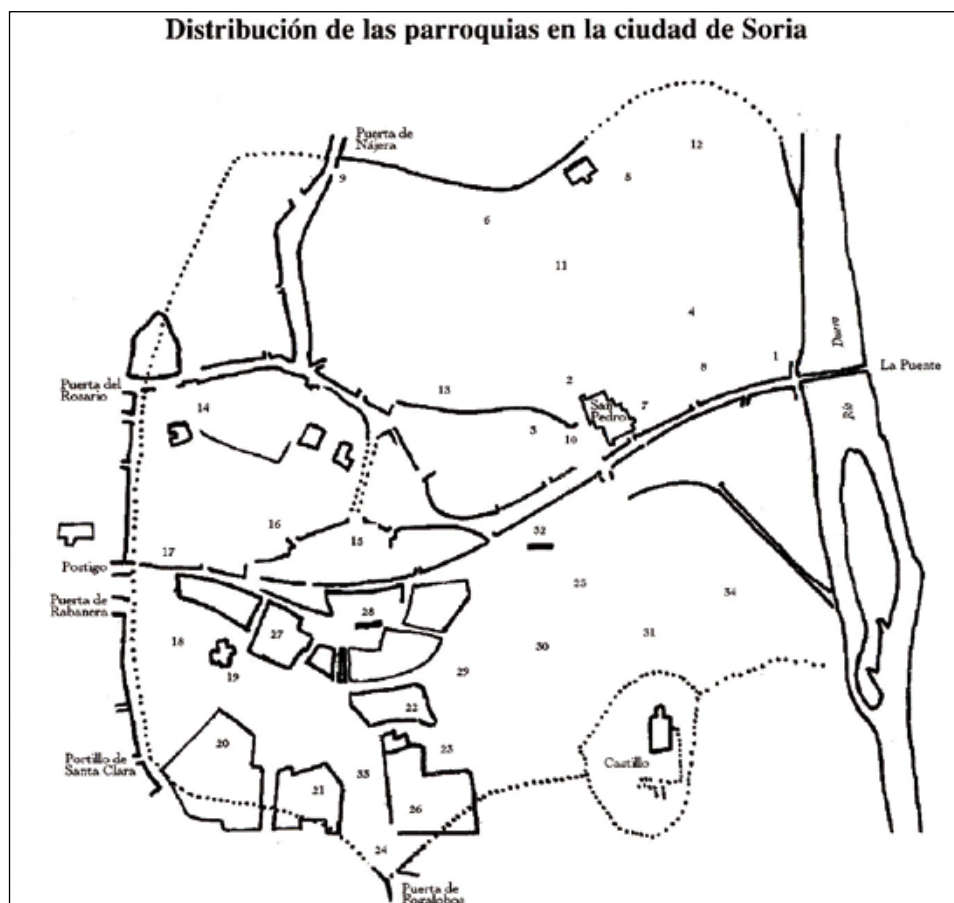 Distribución de las parroquias en la ciudad de Soria
Puerta de
Nájera
9
12
5
6
11
4
Duero
1
La Puente
8
2
Puerta del
Rosario
14
13
San
Pedro
7
3
10
Río
16
15
32
17
Postigo
Puerta de
Rabanera
25
34
28
27
18
30
31
29
19
22
20
23
Portillo de
Santa Clara
Castillo
33
21
26
24
Puerta de